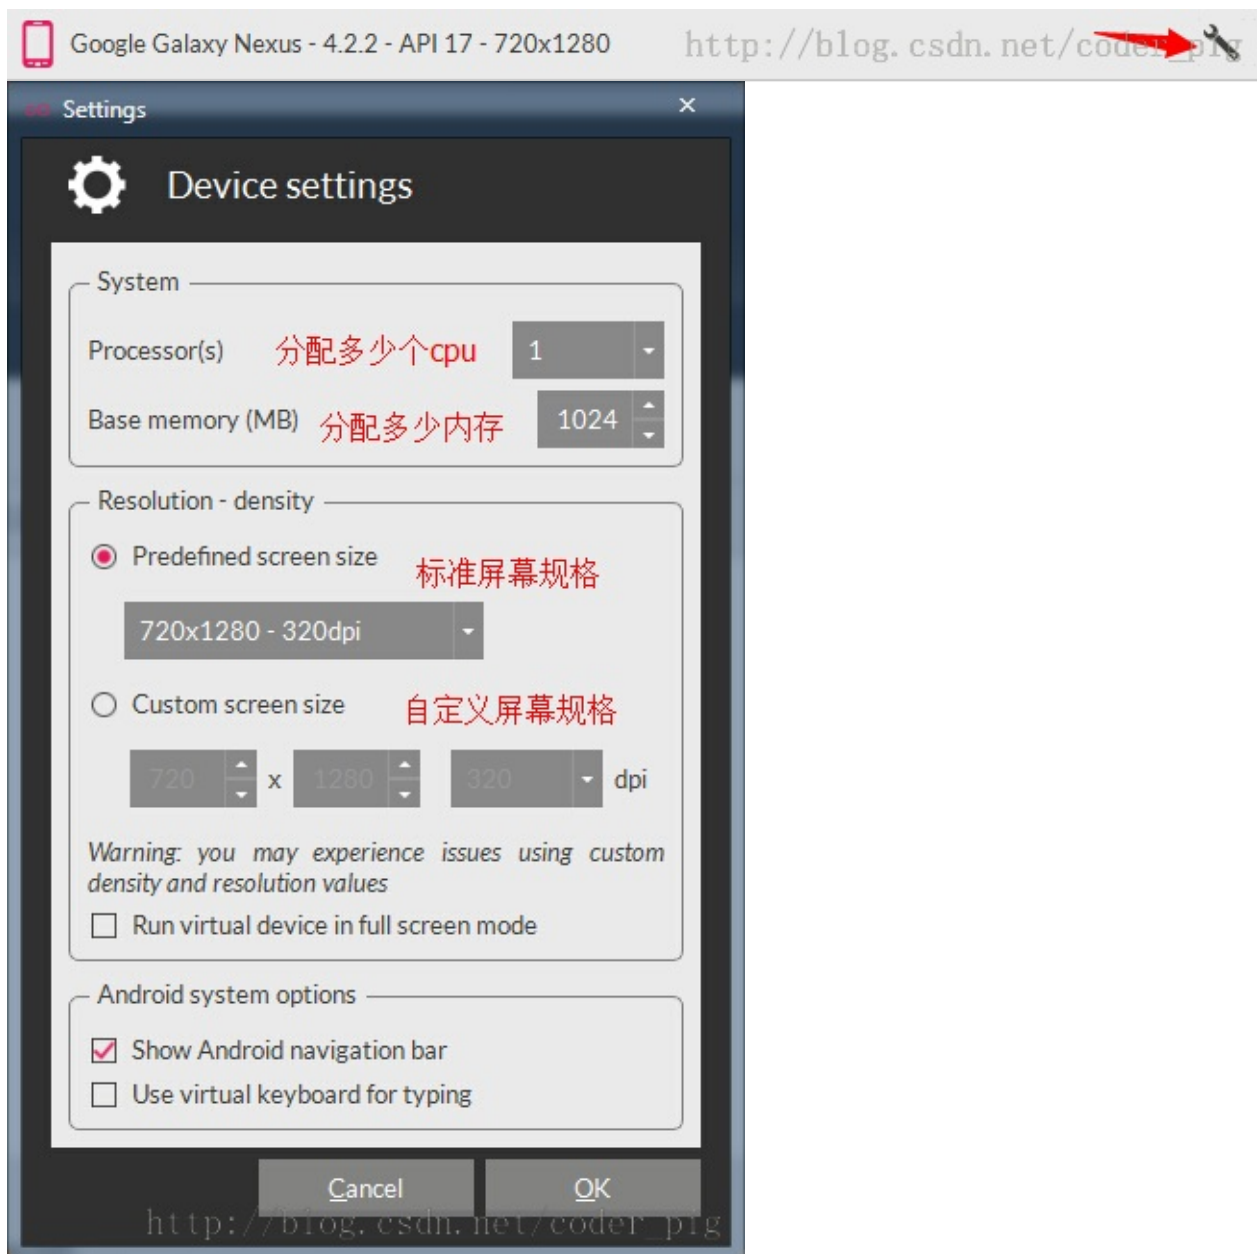 Google Galaxy Nexus - 4.2.2 - API 17 - 720x1280 http://blog.csdn.net/coder_pig
Settings
Device settings
System
Processor(s) 分配多少个cpu 1
Base memory (MB) 分配多少内存 1024
Resolution - density
Predefined screen size 标准屏幕规格
720x1280 - 320dpi
Custom screen size 自定义屏幕规格
720 x 1280 320 dpi
Warning: you may experience issues using custom
density and resolution values
Run virtual device in full screen mode
Android system options
Show Android navigation bar
Use virtual keyboard for typing
Cancel OK
http://blog.csdn.net/coder_pig